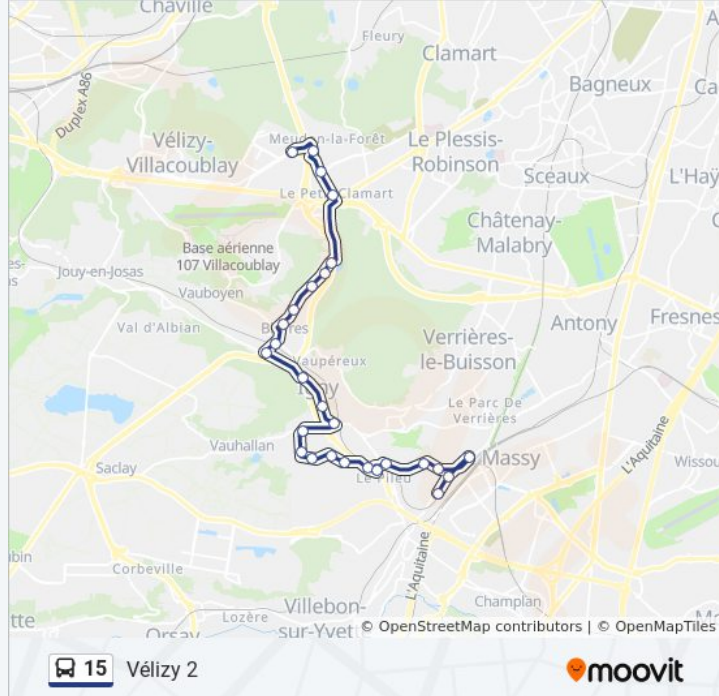 Chaville
Fleury
Clamart
Duplex A86
Bagneux
Meudon-la-Forêt
Vélizy-
Villacoublay
Le Plessis-
Robinson
Sceaux
L'Haÿ
Le Petit Clamart
Châtenay-
Malabry
Base aérienne
107 Villacoublay
Jouy-en-Josas
Vauboyen
Val d'Albian
Antony
Fresnes
Verrières-
le-Buisson
Vaupéreux
Igny
Le Parc De
Verrières
Vauhallan
L'Aquitaine
Massy
Wissou
Saclay
Le Pileu
Corbeville
L'Aquitaine
Champlan
Villebon-
sur-Yvet
Lozère
Orsay
© OpenStreetMap contributors | © OpenMapTiles
15 Vélizy 2
moovit